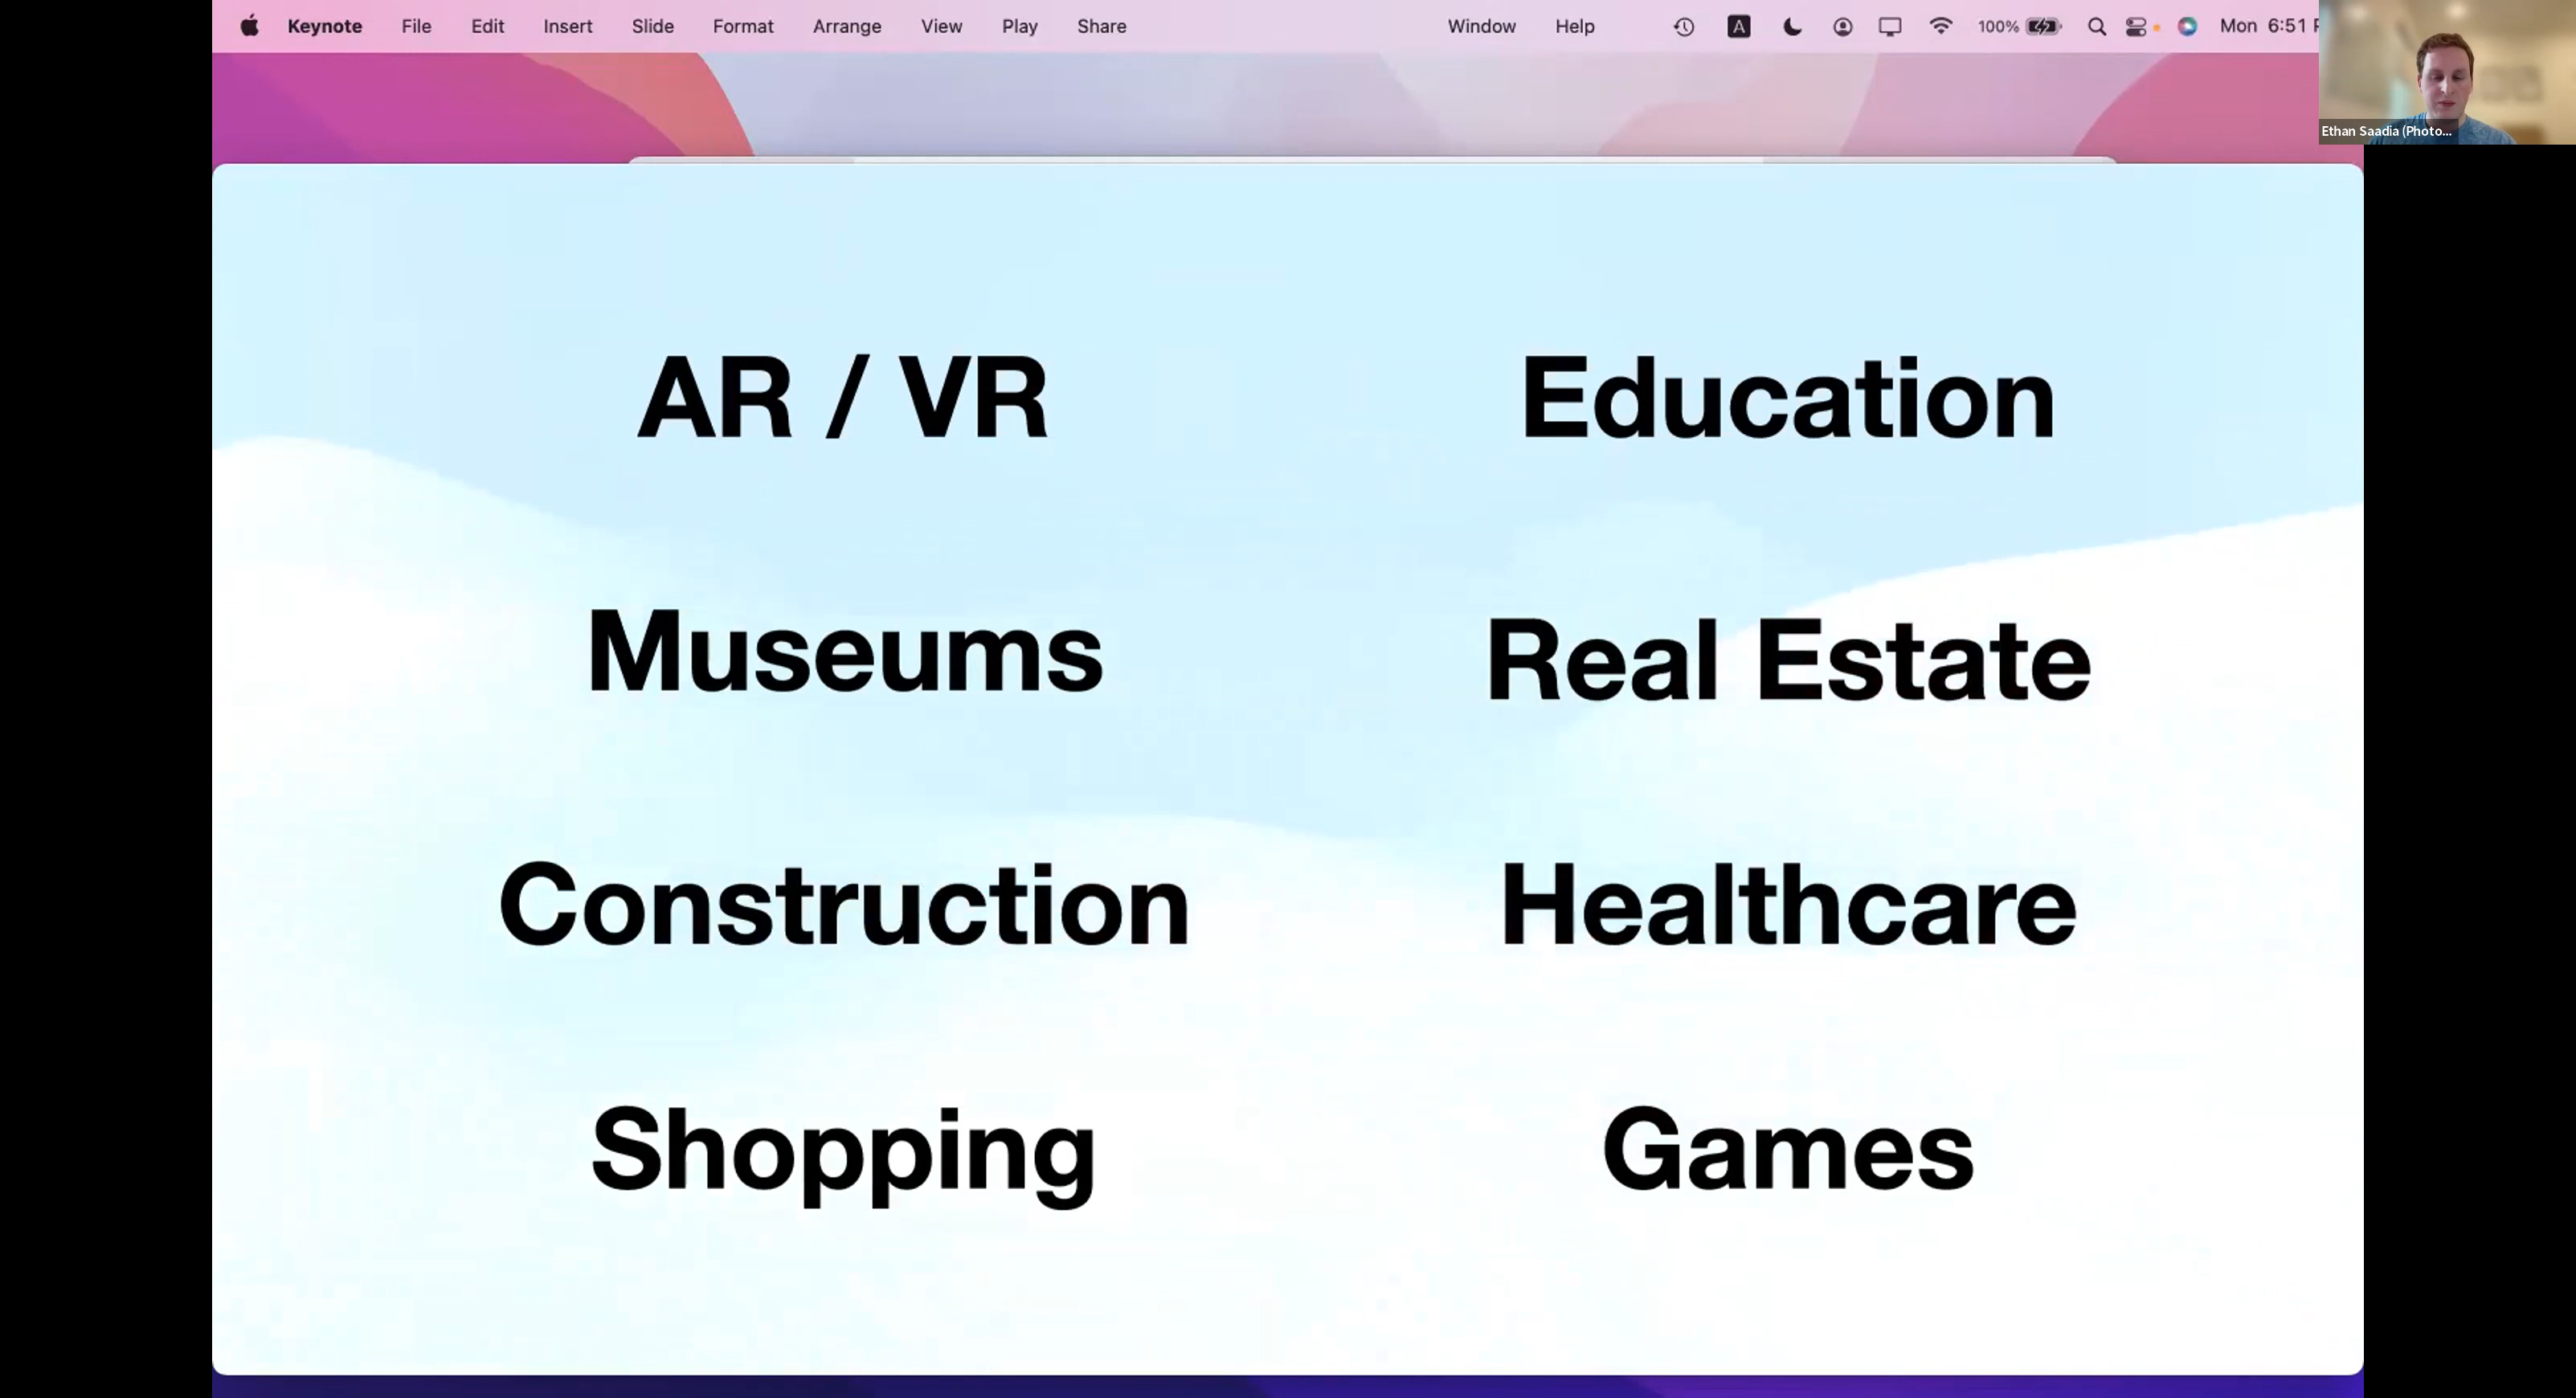 Keynote File Edit Insert Slide Format Arrange View Play Share Window Help A 100% Mon 6:51 P
Ethan Saadia (Photo...
AR / VR
Education
Museums
Real Estate
Construction
Healthcare
Shopping
Games